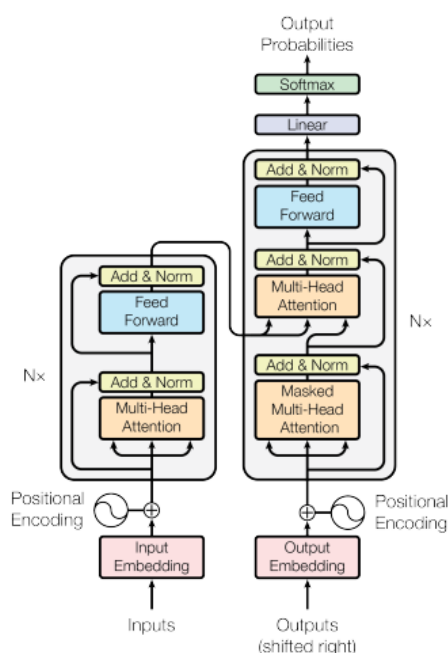 Output
Probabilities
Softmax
Linear
Add & Norm
Feed
Forward
Add & Norm
Multi-Head
Attention
Nx
Add & Norm
Masked
Multi-Head
Attention
Add & Norm
Feed
Forward
Nx
Add & Norm
Multi-Head
Attention
Positional
Encoding
Positional
Encoding
Input
Embedding
Output
Embedding
Inputs
Outputs
(shifted right)